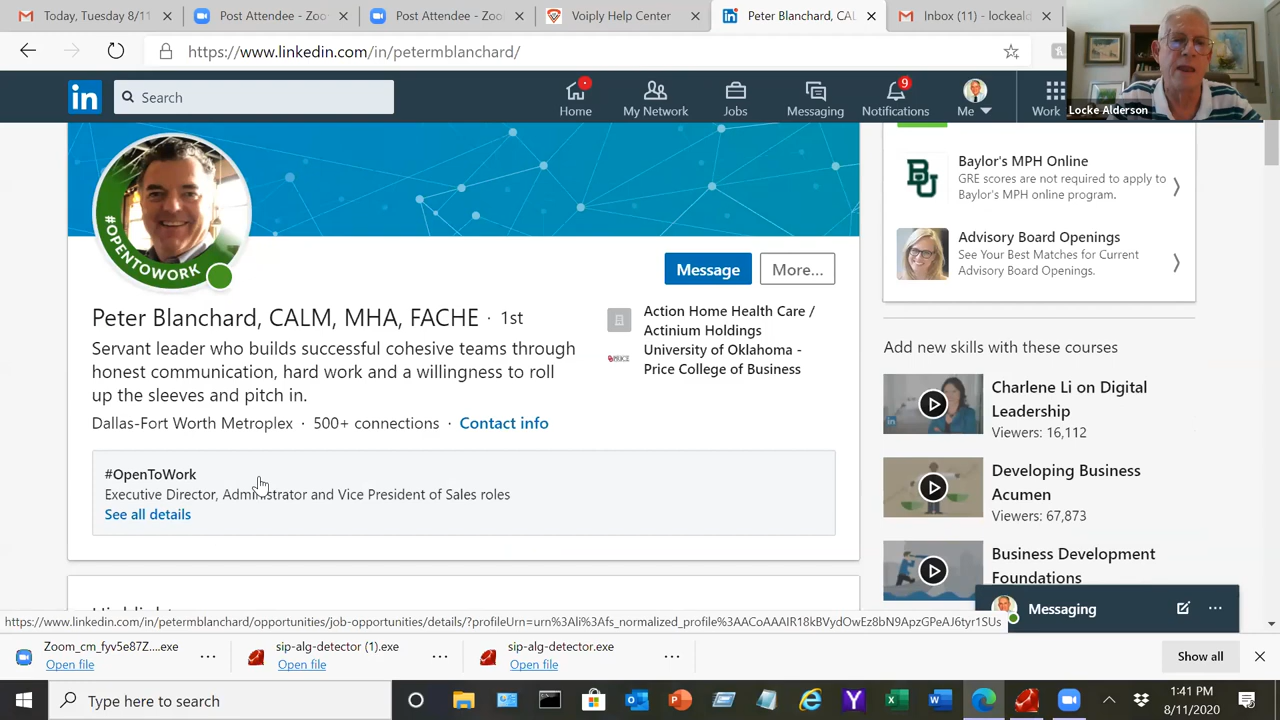 Today, Tuesday 8/11
Post Attendee - Zoo
Post Attendee - Zoo
Voiply Help Center
Peter Blanchard, CAL
Inbox (11) - lockeald
https://www.linkedin.com/in/petermblanchard/
in
Search
Home
My Network
Jobs
Messaging
9
Notifications
Me
Work
Locke Alderson
#OPENTOWORK
Message
More...
Peter Blanchard, CALM, MHA, FACHE · 1st
Servant leader who builds successful cohesive teams through
honest communication, hard work and a willingness to roll
up the sleeves and pitch in.
Dallas-Fort Worth Metroplex · 500+ connections · Contact info
Action Home Health Care /
Actinium Holdings
PRICE
University of Oklahoma -
Price College of Business
#OpenToWork
Executive Director, Administrator and Vice President of Sales roles
See all details
BU
Baylor's MPH Online
GRE scores are not required to apply to
Baylor's MPH online program.
Advisory Board Openings
See Your Best Matches for Current
Advisory Board Openings.
Add new skills with these courses
in
Charlene Li on Digital
Leadership
Viewers: 16,112
Developing Business
Acumen
Viewers: 67,873
Business Development
Foundations
Messaging
https://www.linkedin.com/in/petermblanchard/opportunities/job-opportunities/details/?profileUrn=urn%3Ali%3Afs_normalized_profile%3AACoAAAIR18kBVydOwEz8bN9ApzGPeAJ6tyr1SUs
Zoom_cm_fyv5e87Z....exe
Open file
sip-alg-detector (1).exe
Open file
sip-alg-detector.exe
Open file
Show all
Type here to search
1:41 PM
8/11/2020